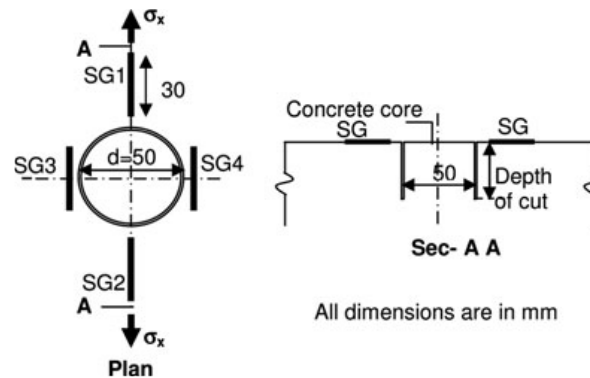 σx
A
SG1
30
SG3
d=50
SG4
SG2
A
σx
Plan
Concrete core
SG
SG
50
Depth
of cut
Sec- A A
All dimensions are in mm